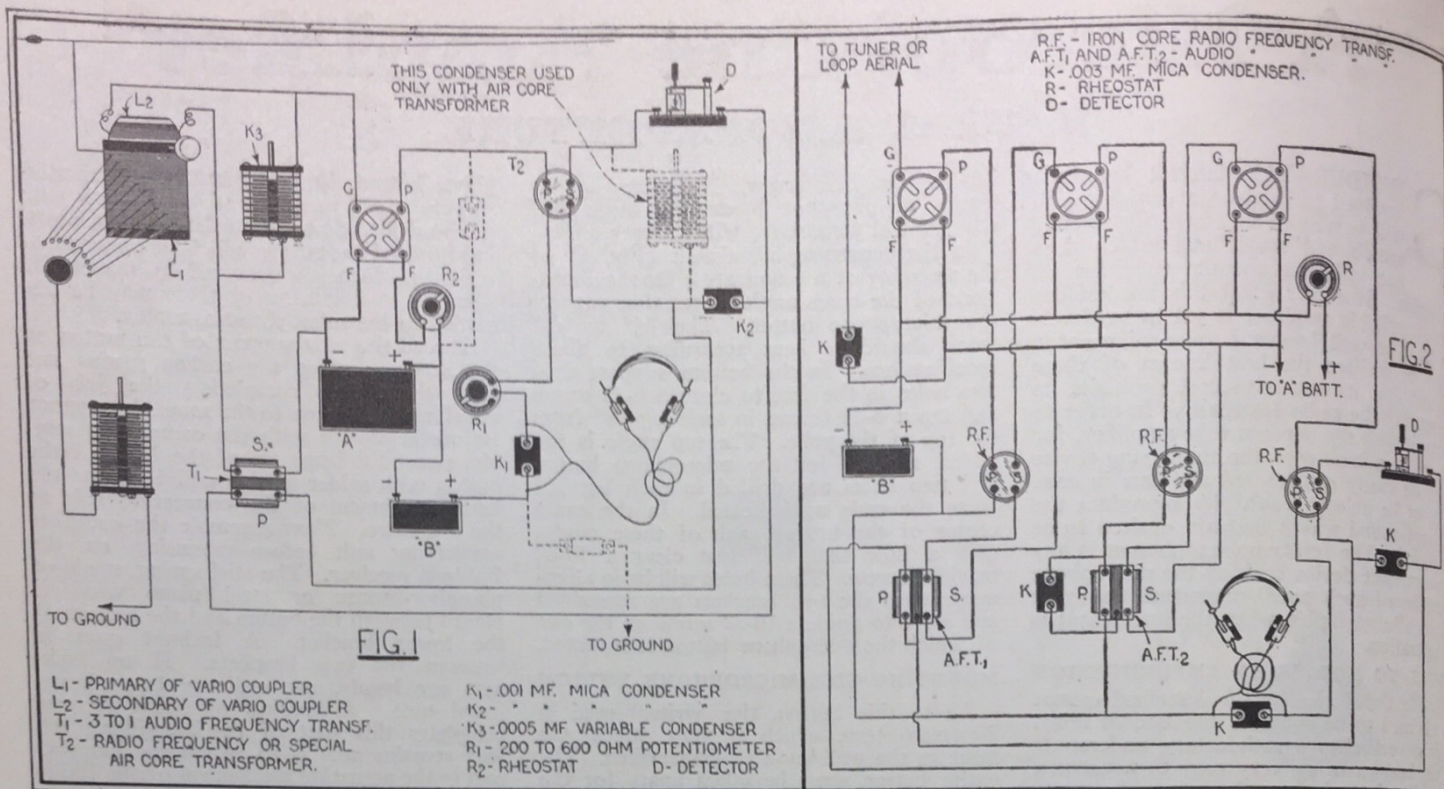 THIS CONDENSER USED
ONLY WITH AIR CORE
TRANSFORMER
D
L2
K3
T2
G
P
L1
F
F
R2
K2
-
+
"A"
R1
K1
S.
T1
P
-
+
"B"
TO GROUND
FIG. 1
TO GROUND
L1 - PRIMARY OF VARIO COUPLER
L2 - SECONDARY OF VARIO COUPLER
T1 - 3 TO 1 AUDIO FREQUENCY TRANSF.
T2 - RADIO FREQUENCY OR SPECIAL
AIR CORE TRANSFORMER.
K1 - .001 MF. MICA CONDENSER
K2 - " " " "
K3 - .0005 MF VARIABLE CONDENSER
R1 - 200 TO 600 OHM POTENTIOMETER
R2 - RHEOSTAT D - DETECTOR
TO TUNER OR
LOOP AERIAL
R.F. - IRON CORE RADIO FREQUENCY TRANSF.
A.F.T1 AND A.F.T2 - AUDIO " "
K - .003 MF. MICA CONDENSER.
R - RHEOSTAT
D - DETECTOR
G P G P G P
F F F F F F
R
K
FIG. 2
- +
TO "A" BATT.
- +
"B"
R.F.
R.F.
R.F.
P S
D
K
P. S.
K
P. S.
A.F.T.1
A.F.T.2
K